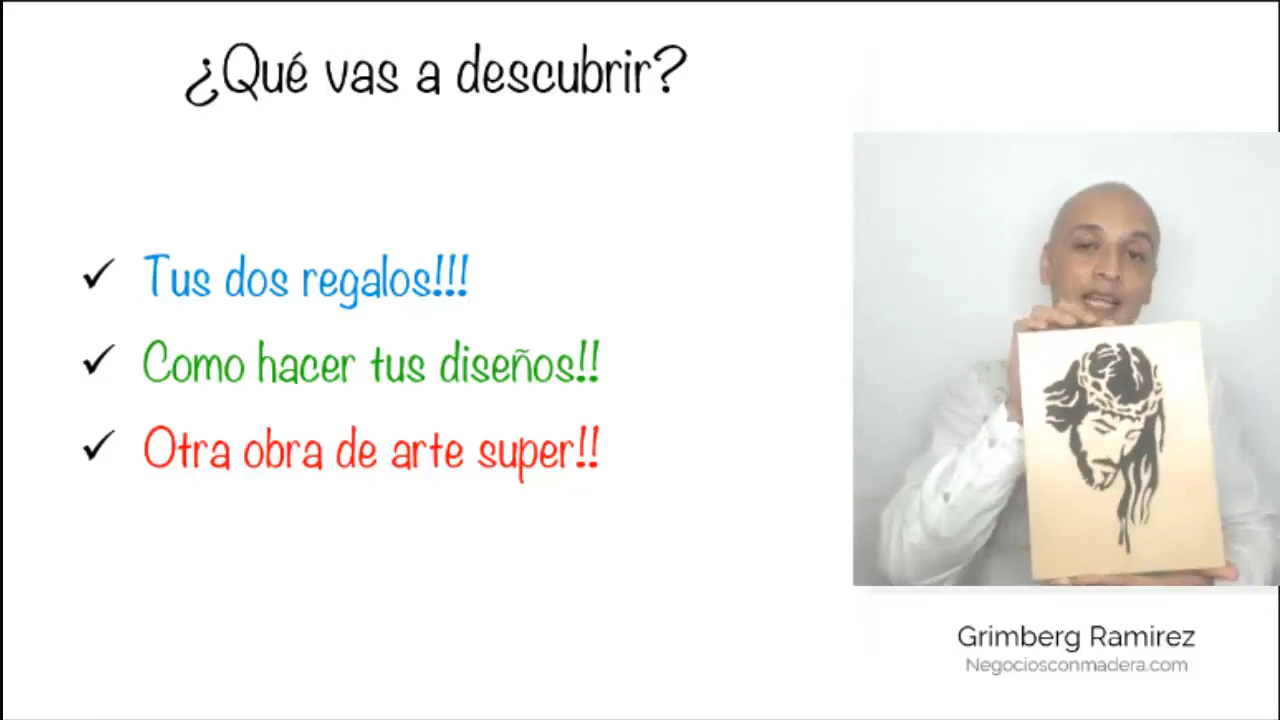 ¿Qué vas a descubrir?
Tus dos regalos!!!
Como hacer tus diseños!!
Otra obra de arte super!!
Grimberg Ramirez
Negociosconmadera.com